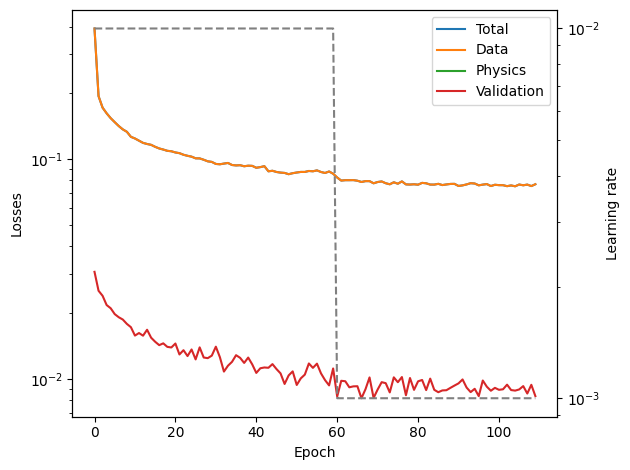 Total
Data
Physics
Validation
Losses
10⁻¹
10⁻²
0 20 40 60 80 100
Epoch
10⁻²
10⁻³
Learning rate